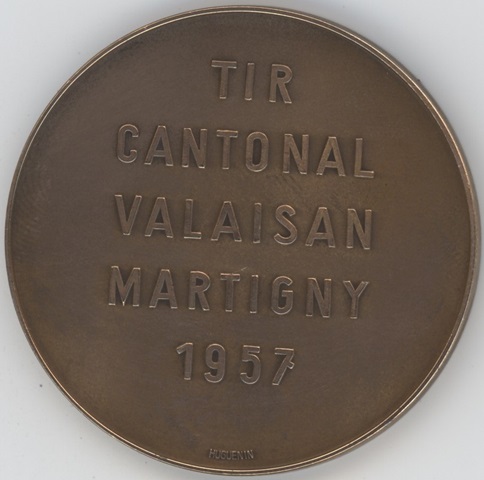 TIR
CANTONAL
VALAISAN
MARTIGNY
1957
HUGUENIN